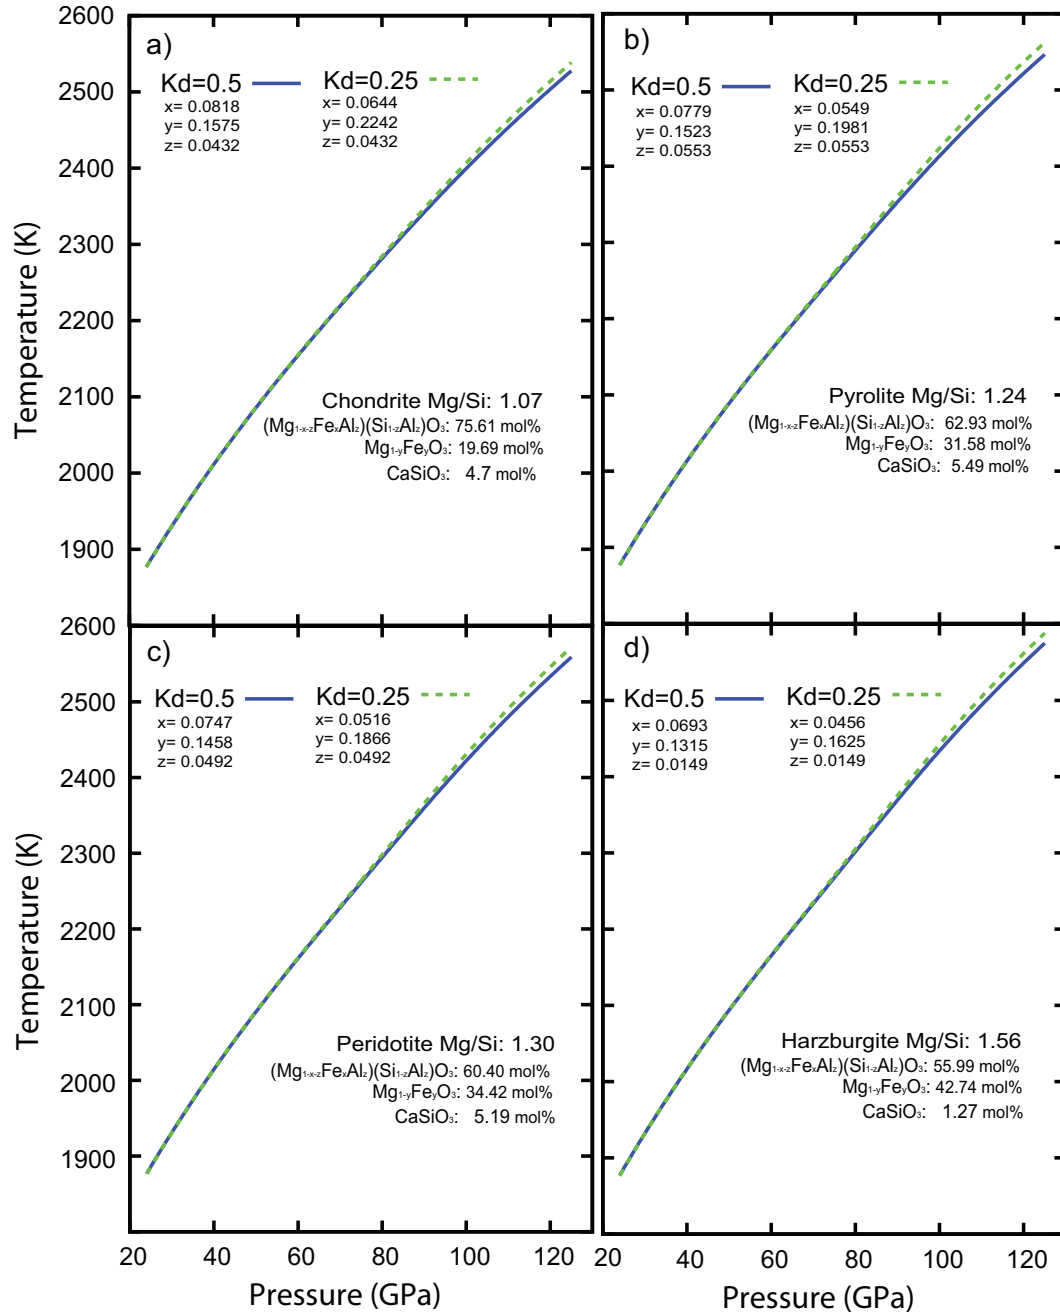 2600
2500
2400
2300
2200
2100
2000
1900
Temperature (K)
a)
Kd=0.5
x= 0.0818
y= 0.1575
z= 0.0432
Kd=0.25
x= 0.0644
y= 0.2242
z= 0.0432
Chondrite Mg/Si: 1.07
(Mg₁₋ₓ₋zFeₓAlz)(Si₁₋zAlz)O₃: 75.61 mol%
Mg₁₋yFeyO₃: 19.69 mol%
CaSiO₃: 4.7 mol%
b)
Kd=0.5
x= 0.0779
y= 0.1523
z= 0.0553
Kd=0.25
x= 0.0549
y= 0.1981
z= 0.0553
Pyrolite Mg/Si: 1.24
(Mg₁₋ₓ₋zFeₓAlz)(Si₁₋zAlz)O₃: 62.93 mol%
Mg₁₋yFeyO₃: 31.58 mol%
CaSiO₃: 5.49 mol%
2600
2500
2400
2300
2200
2100
2000
1900
Temperature (K)
c)
Kd=0.5
x= 0.0747
y= 0.1458
z= 0.0492
Kd=0.25
x= 0.0516
y= 0.1866
z= 0.0492
Peridotite Mg/Si: 1.30
(Mg₁₋ₓ₋zFeₓAlz)(Si₁₋zAlz)O₃: 60.40 mol%
Mg₁₋yFeyO₃: 34.42 mol%
CaSiO₃: 5.19 mol%
20 40 60 80 100 120
Pressure (GPa)
d)
Kd=0.5
x= 0.0693
y= 0.1315
z= 0.0149
Kd=0.25
x= 0.0456
y= 0.1625
z= 0.0149
Harzburgite Mg/Si: 1.56
(Mg₁₋ₓ₋zFeₓAlz)(Si₁₋zAlz)O₃: 55.99 mol%
Mg₁₋yFeyO₃: 42.74 mol%
CaSiO₃: 1.27 mol%
20 40 60 80 100 120
Pressure (GPa)